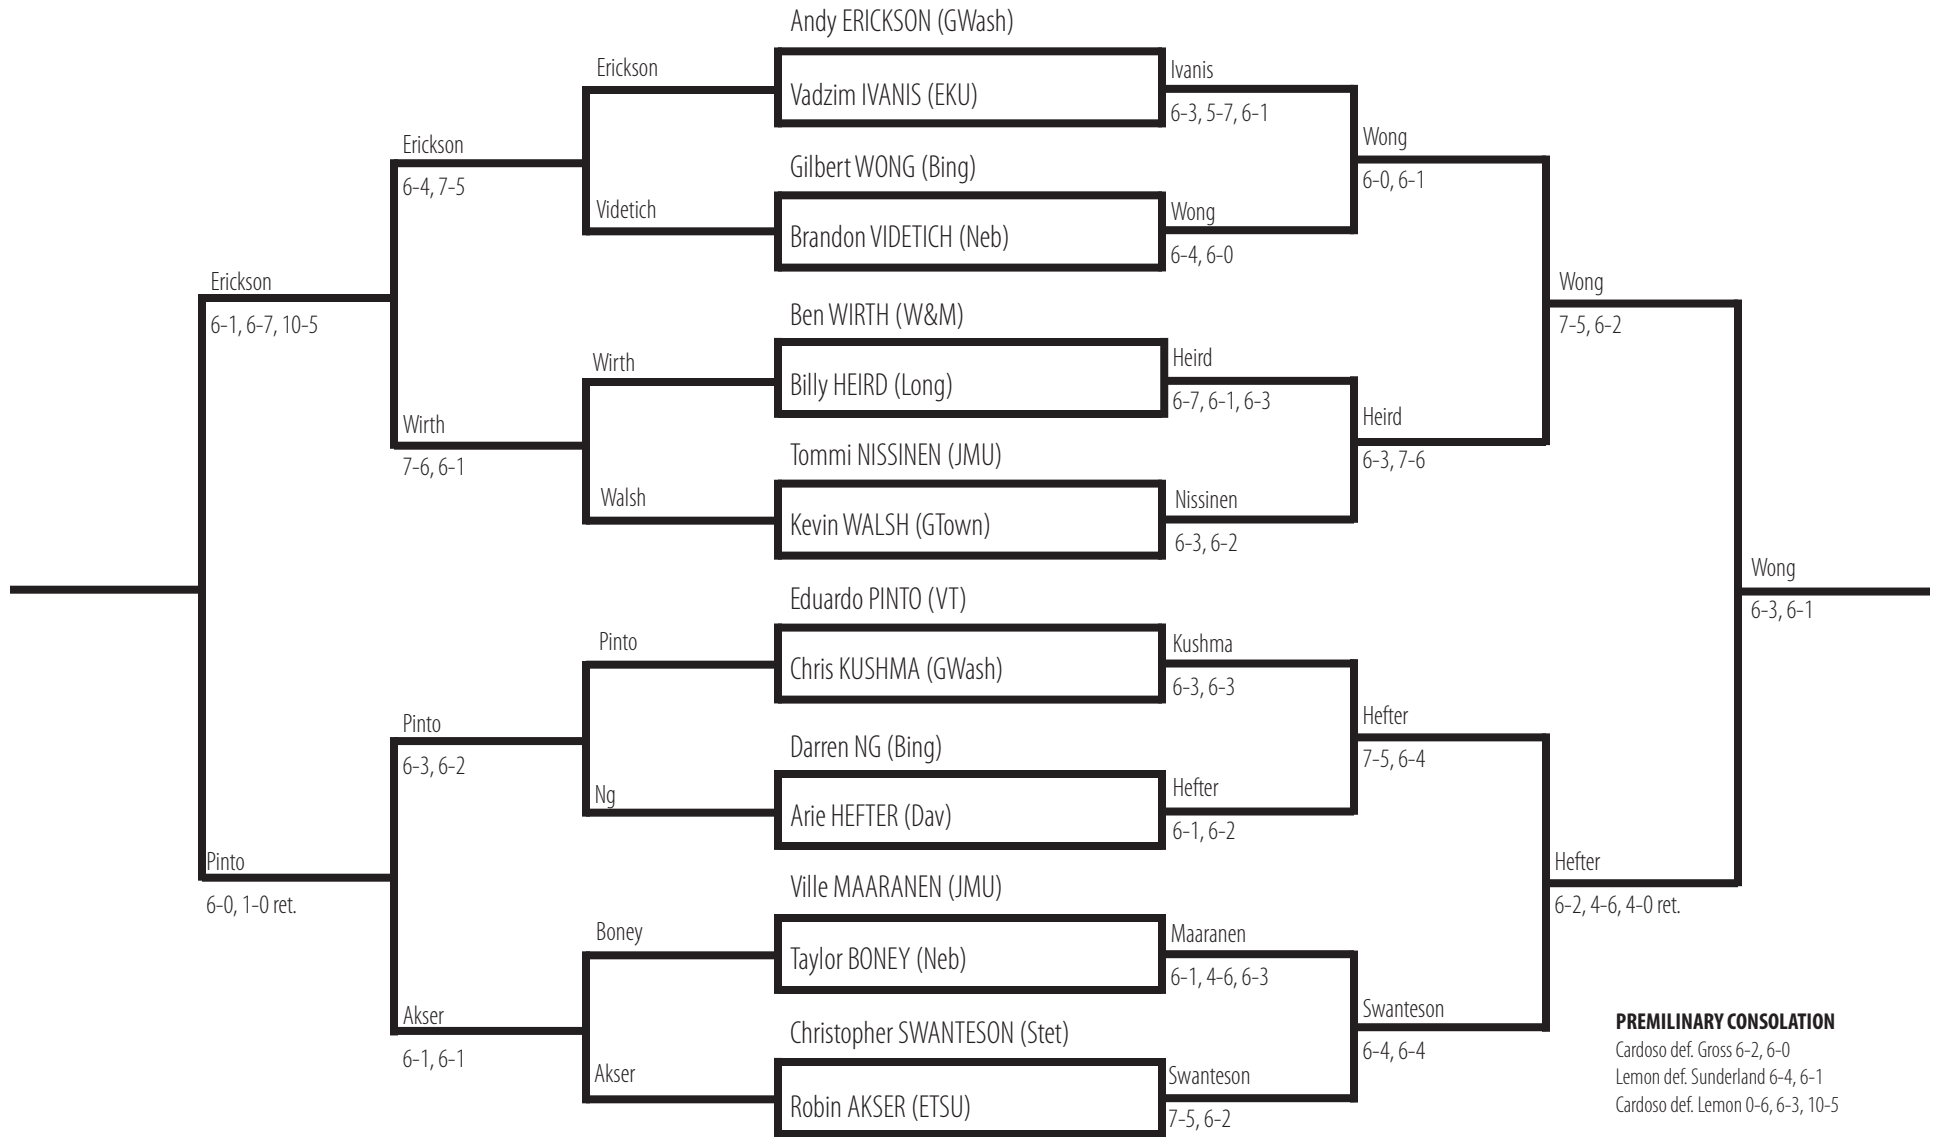 Andy ERICKSON (GWash)
Erickson
Ivanis
Vadzim IVANIS (EKU)
6-3, 5-7, 6-1
Erickson
Wong
Gilbert WONG (Bing)
6-4, 7-5
6-0, 6-1
Videtich
Wong
Brandon VIDETICH (Neb)
6-4, 6-0
Erickson
Wong
Ben WIRTH (W&M)
6-1, 6-7, 10-5
7-5, 6-2
Wirth
Heird
Billy HEIRD (Long)
6-7, 6-1, 6-3
Wirth
Heird
Tommi NISSINEN (JMU)
7-6, 6-1
6-3, 7-6
Walsh
Nissinen
Kevin WALSH (GTown)
6-3, 6-2
Wong
Eduardo PINTO (VT)
6-3, 6-1
Pinto
Kushma
Chris KUSHMA (GWash)
6-3, 6-3
Pinto
Hefter
Darren NG (Bing)
6-3, 6-2
7-5, 6-4
Ng
Hefter
Arie HEFTER (Dav)
6-1, 6-2
Pinto
Hefter
Ville MAARANEN (JMU)
6-0, 1-0 ret.
6-2, 4-6, 4-0 ret.
Boney
Maaranen
Taylor BONEY (Neb)
6-1, 4-6, 6-3
Akser
Swanteson
Christopher SWANTESON (Stet)
6-1, 6-1
6-4, 6-4
Akser
Swanteson
Robin AKSER (ETSU)
7-5, 6-2
PREMILINARY CONSOLATION
Cardoso def. Gross 6-2, 6-0
Lemon def. Sunderland 6-4, 6-1
Cardoso def. Lemon 0-6, 6-3, 10-5